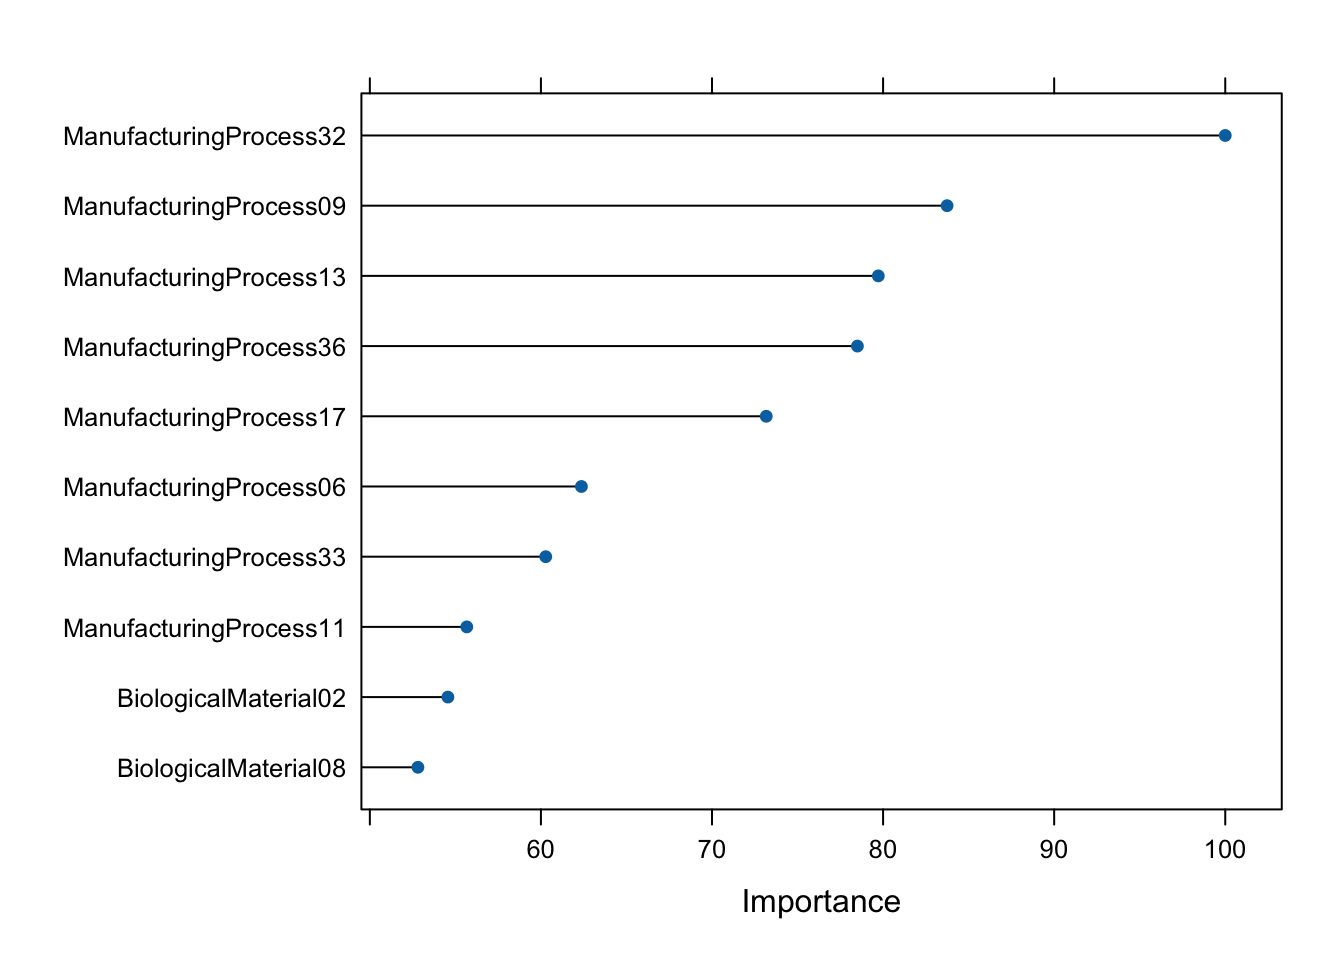 ManufacturingProcess32
ManufacturingProcess09
ManufacturingProcess13
ManufacturingProcess36
ManufacturingProcess17
ManufacturingProcess06
ManufacturingProcess33
ManufacturingProcess11
BiologicalMaterial02
BiologicalMaterial08
60 70 80 90 100
Importance